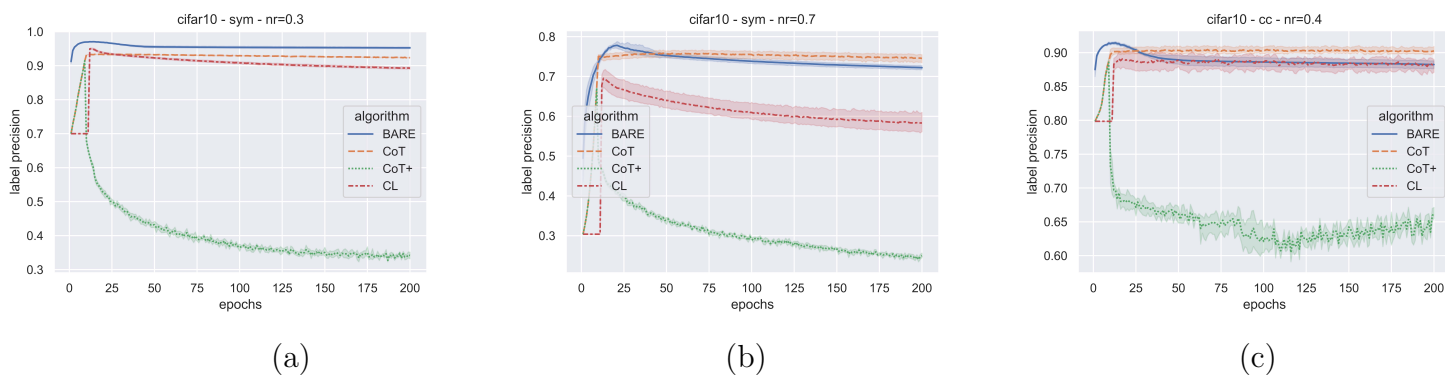 cifar10 - sym - nr=0.3
label precision
1.0
0.9
0.8
0.7
0.6
0.5
0.4
0.3
algorithm
BARE
CoT
CoT+
CL
0 25 50 75 100 125 150 175 200
epochs
(a)
cifar10 - sym - nr=0.7
label precision
0.8
0.7
0.6
0.5
0.4
0.3
algorithm
BARE
CoT
CoT+
CL
0 25 50 75 100 125 150 175 200
epochs
(b)
cifar10 - cc - nr=0.4
label precision
0.90
0.85
0.80
0.75
0.70
0.65
0.60
algorithm
BARE
CoT
CoT+
CL
0 25 50 75 100 125 150 175 200
epochs
(c)